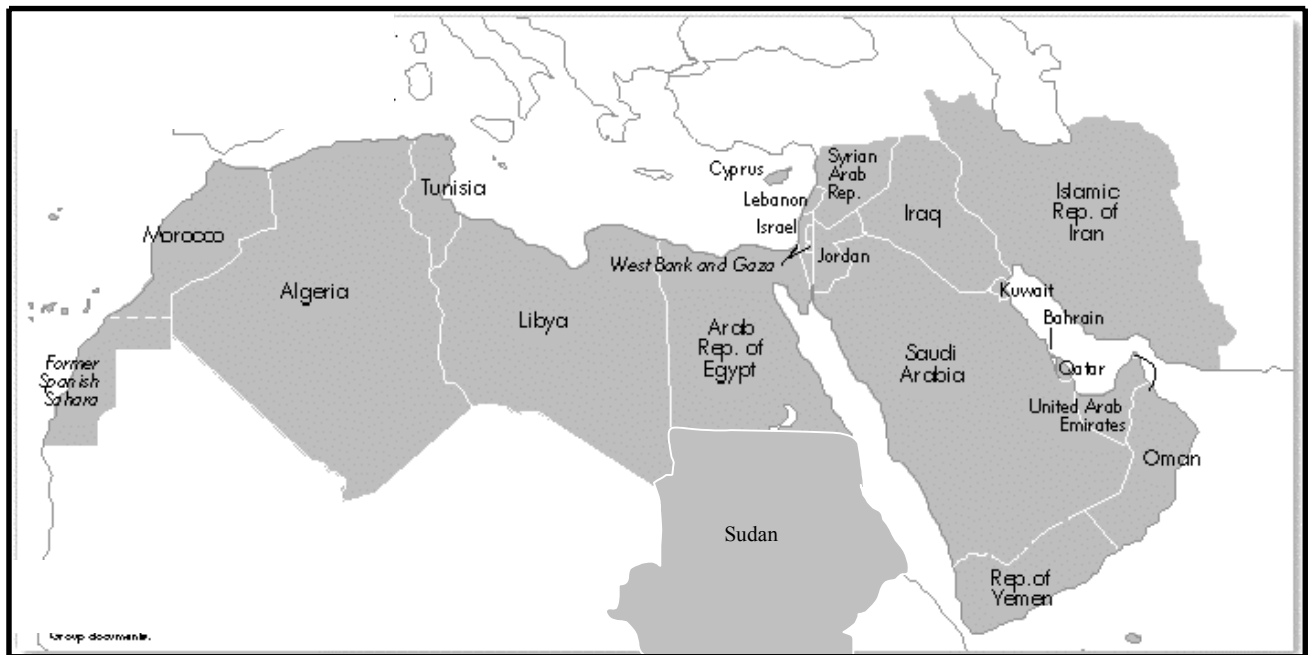 Cyprus
Syrian
Arab
Rep.
Tunisia
Lebanon
Islamic
Rep. of
Iran
Iraq
Israel
Morocco
West Bank and Gaza
Jordan
Algeria
Kuwait
Libya
Bahrain
Arab
Rep. of
Egypt
Saudi
Arabia
Former
Spanish
Sahara
Qatar
United Arab
Emirates
Oman
Sudan
Rep. of
Yemen
Group documents.